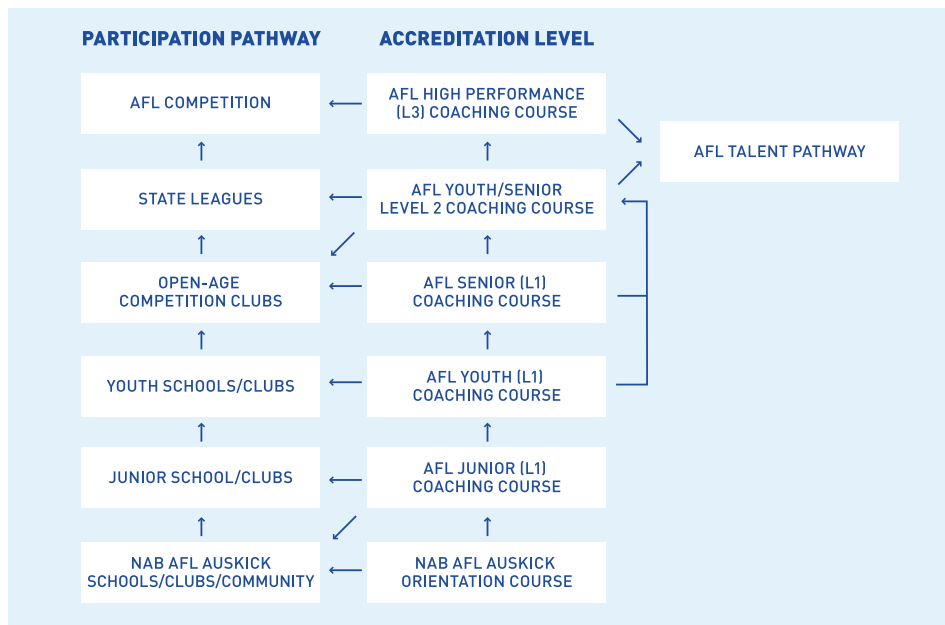 PARTICIPATION PATHWAY
ACCREDITATION LEVEL
AFL COMPETITION
AFL HIGH PERFORMANCE
(L3) COACHING COURSE
AFL TALENT PATHWAY
STATE LEAGUES
AFL YOUTH/SENIOR
LEVEL 2 COACHING COURSE
OPEN-AGE
COMPETITION CLUBS
AFL SENIOR (L1)
COACHING COURSE
YOUTH SCHOOLS/CLUBS
AFL YOUTH (L1)
COACHING COURSE
JUNIOR SCHOOL/CLUBS
AFL JUNIOR (L1)
COACHING COURSE
NAB AFL AUSKICK
SCHOOLS/CLUBS/COMMUNITY
NAB AFL AUSKICK
ORIENTATION COURSE